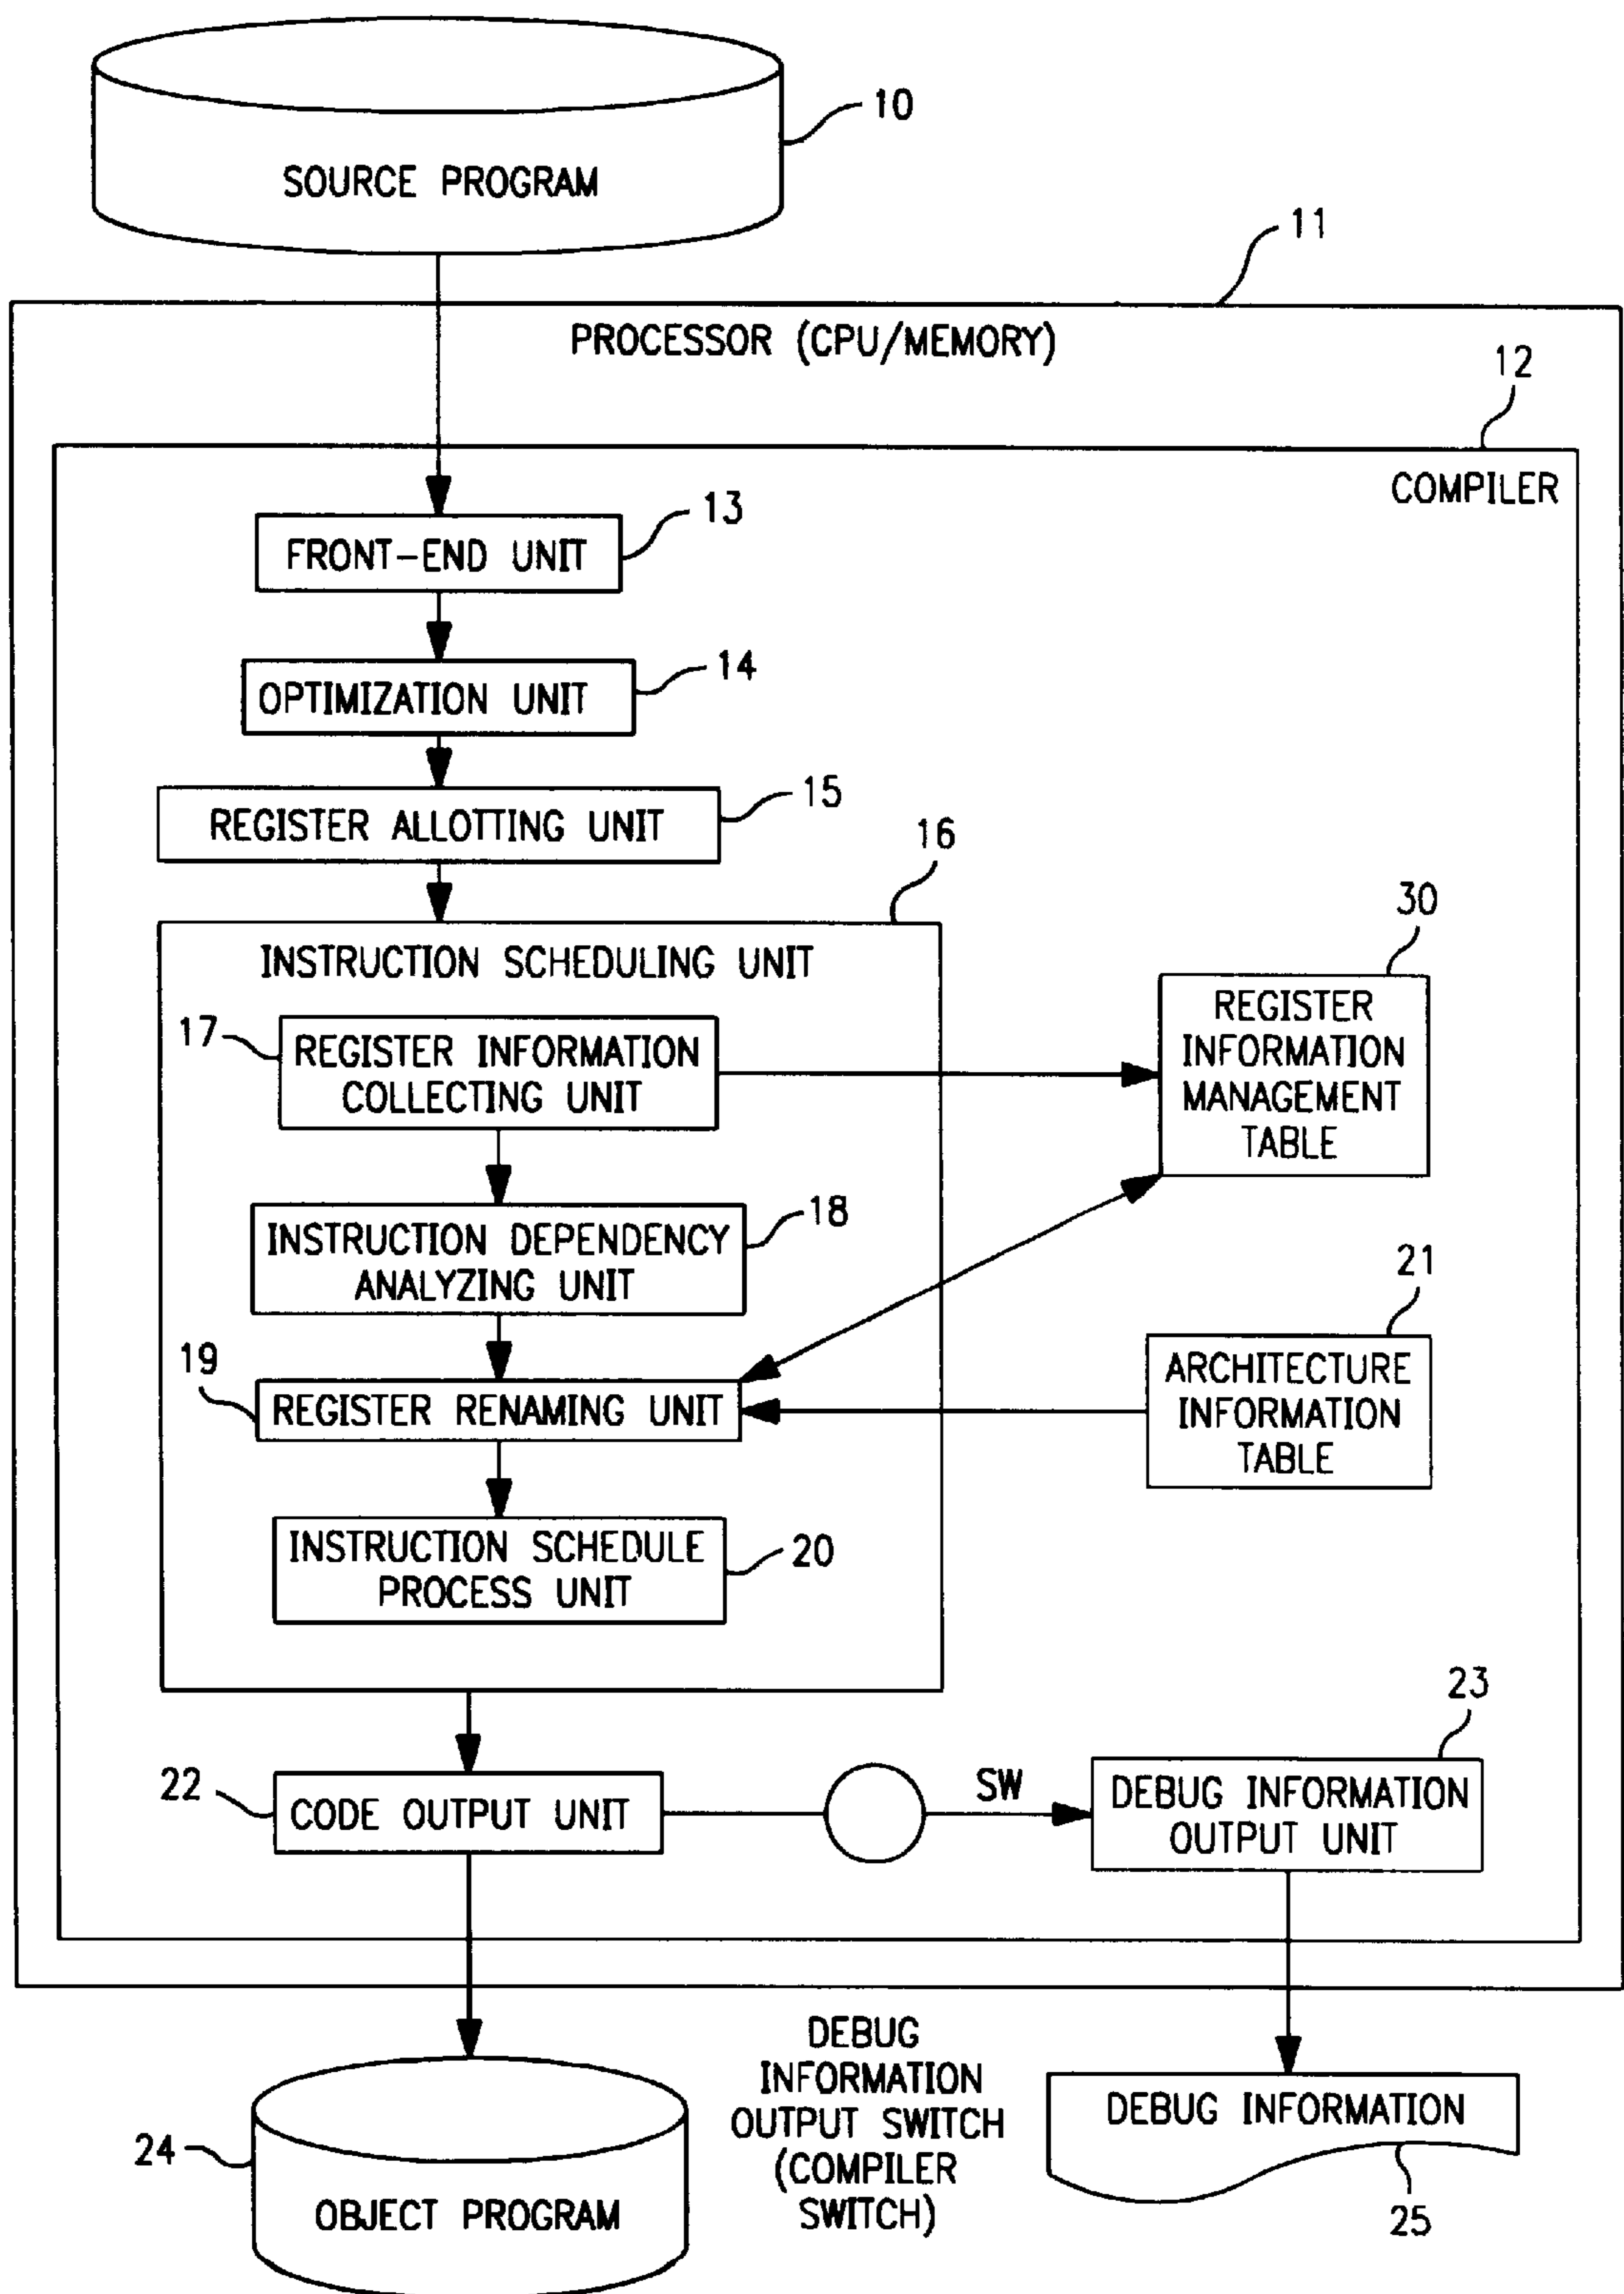 10
SOURCE PROGRAM
11
PROCESSOR (CPU/MEMORY)
12
COMPILER
13
FRONT-END UNIT
14
OPTIMIZATION UNIT
15
REGISTER ALLOTTING UNIT
16
INSTRUCTION SCHEDULING UNIT
30
REGISTER
INFORMATION
MANAGEMENT
TABLE
17
REGISTER INFORMATION
COLLECTING UNIT
18
INSTRUCTION DEPENDENCY
ANALYZING UNIT
21
ARCHITECTURE
INFORMATION
TABLE
19
REGISTER RENAMING UNIT
INSTRUCTION SCHEDULE
PROCESS UNIT
20
23
22
CODE OUTPUT UNIT
SW
DEBUG INFORMATION
OUTPUT UNIT
DEBUG
INFORMATION
OUTPUT SWITCH
(COMPILER
SWITCH)
DEBUG INFORMATION
25
24
OBJECT PROGRAM